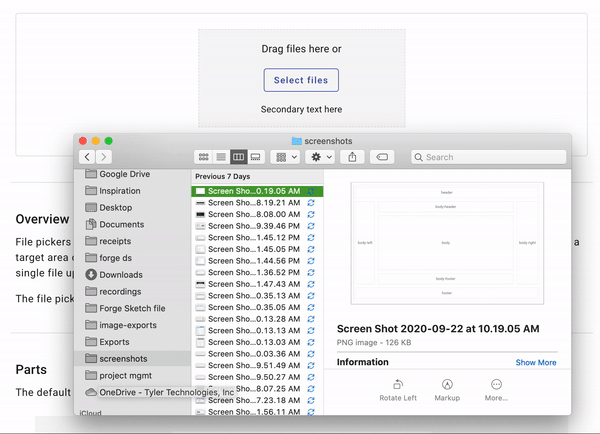 Drag files here or
Select files
Secondary text here
screenshots
Search
Google Drive
Inspiration
Desktop
Documents
receipts
forge ds
Downloads
recordings
Forge Sketch file
image-exports
Exports
screenshots
project mgmt
OneDrive - Tyler Technologies, Inc
iCloud
Previous 7 Days
Screen Sho...0.19.05 AM
Screen Sho...8.19.21 AM
Screen Sho...8.08.00 AM
Screen Sho...9.39.46 PM
Screen Sho...1.45.12 PM
Screen Sho...1.45.05 PM
Screen Sho...1.44.56 PM
Screen Sho...1.36.52 PM
Screen Sho...1.47.43 AM
Screen Sho...0.35.13 AM
Screen Sho...0.35.05 AM
Screen Sho...0.13.28 AM
Screen Sho...0.13.13 AM
Screen Sho...0.13.03 AM
Screen Sho...0.03.36 AM
Screen Sho...9.51.49 AM
Screen Sho...9.50.27 AM
Screen Sho...8.07.25 AM
Screen Sho...7.23.18 AM
Screen Sho...1.56.11 AM
header
body-header
body-left
body
body-right
body-footer
footer
Screen Shot 2020-09-22 at 10.19.05 AM
PNG image - 126 KB
Information
Show More
Rotate Left
Markup
More...
Overview
File pickers
a
target area
single file up
The file pick
Parts
The default